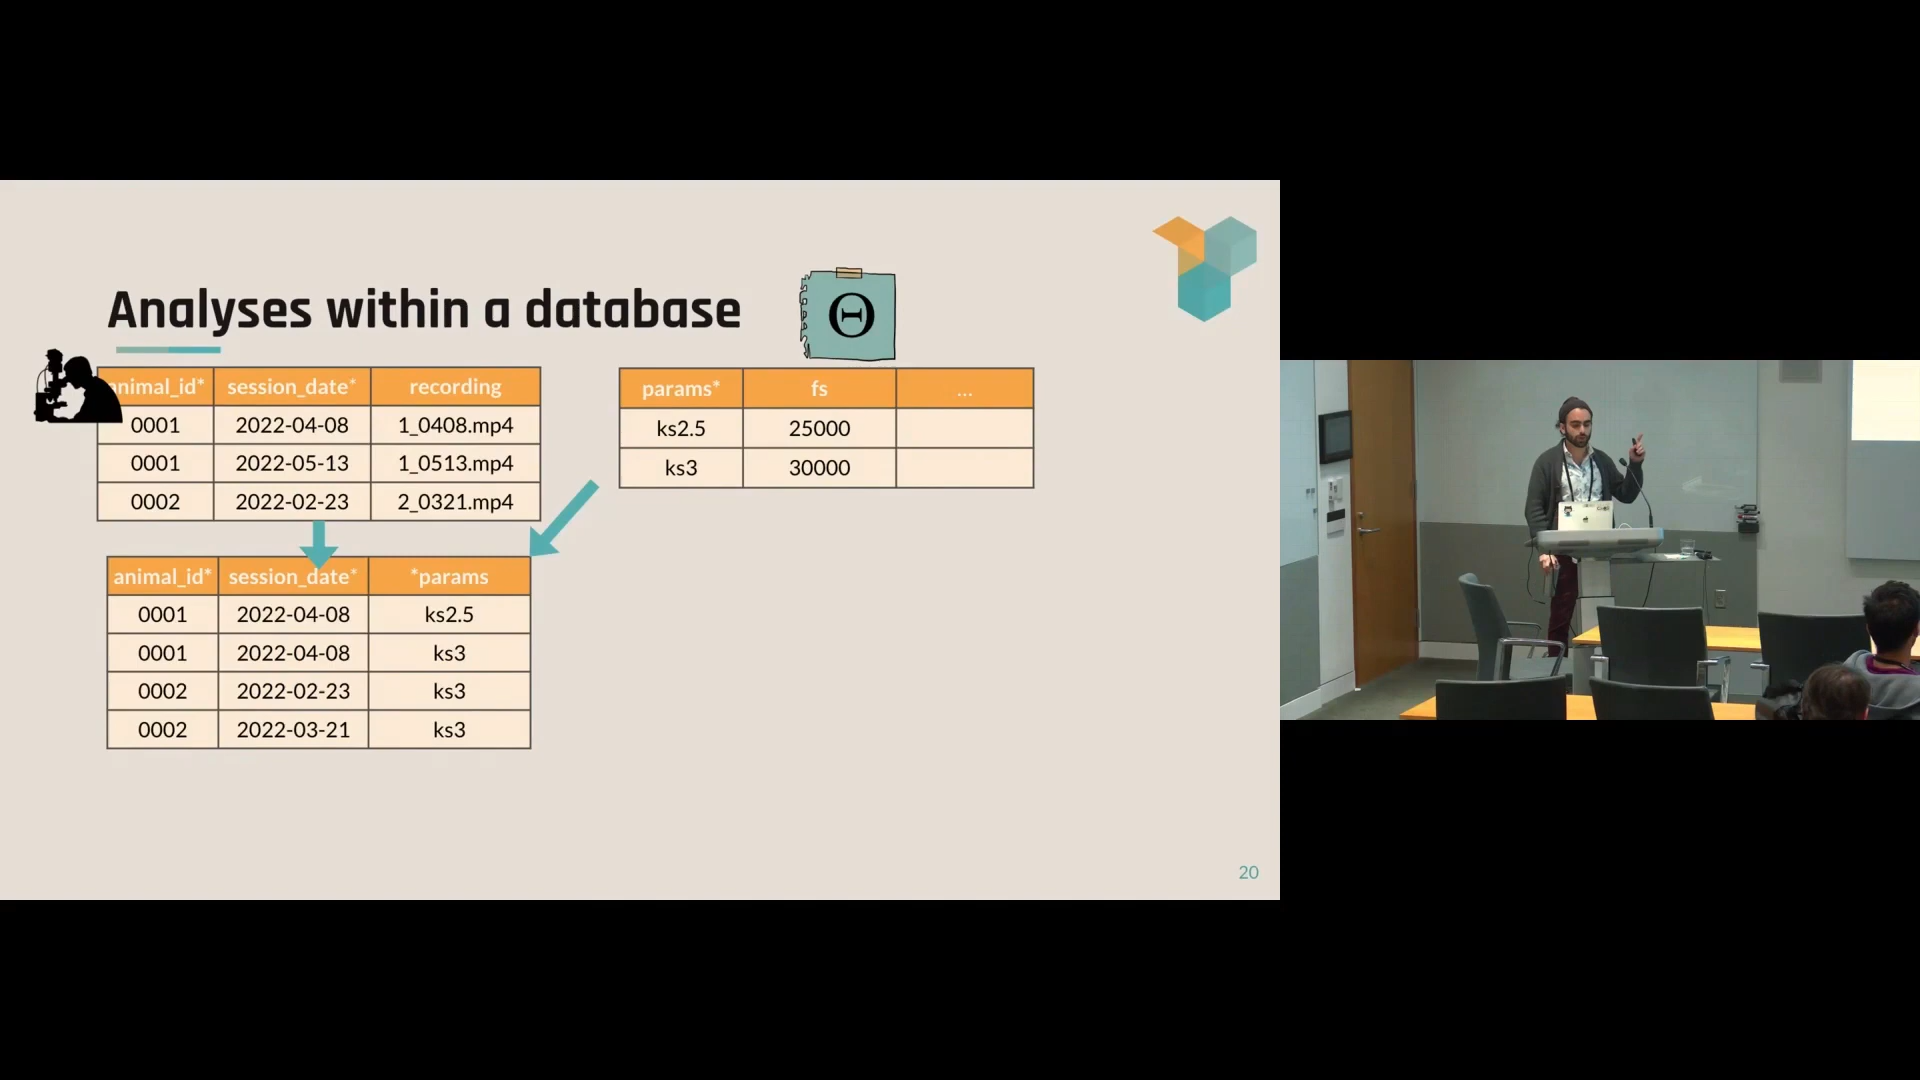 Analyses within a database
Θ
animal_id* session_date* recording
0001 2022-04-08 1_0408.mp4
0001 2022-05-13 1_0513.mp4
0002 2022-02-23 2_0321.mp4
params* fs ...
ks2.5 25000
ks3 30000
animal_id* session_date* *params
0001 2022-04-08 ks2.5
0001 2022-04-08 ks3
0002 2022-02-23 ks3
0002 2022-03-21 ks3
20